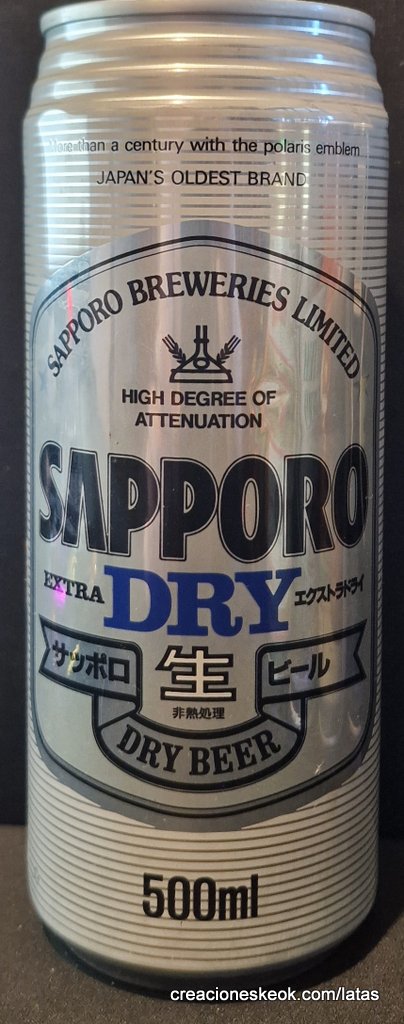 More than a century with the polaris emblem
JAPAN'S OLDEST BRAND
SAPPORO BREWERIES LIMITED
HIGH DEGREE OF
ATTENUATION
SAPPORO
EXTRA DRY エクストラドライ
サッポロ 生 ビール
非熱処理
DRY BEER
500ml
creacioneskeok.com/latas